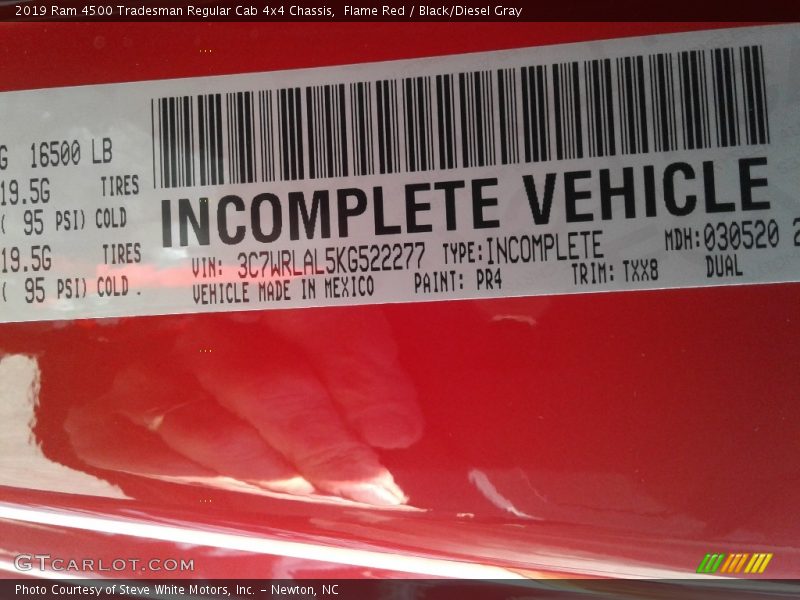 2019 Ram 4500 Tradesman Regular Cab 4x4 Chassis,  Flame Red / Black/Diesel Gray
G 16500 LB
19.5G TIRES
( 95 PSI) COLD
19.5G TIRES
( 95 PSI) COLD .
INCOMPLETE VEHICLE
VIN: 3C7WRLAL5KG522277 TYPE:INCOMPLETE MDH:030520 2
VEHICLE MADE IN MEXICO PAINT: PR4 TRIM: TXX8 DUAL
GTCARLOT.COM
Photo Courtesy of Steve White Motors, Inc. – Newton, NC